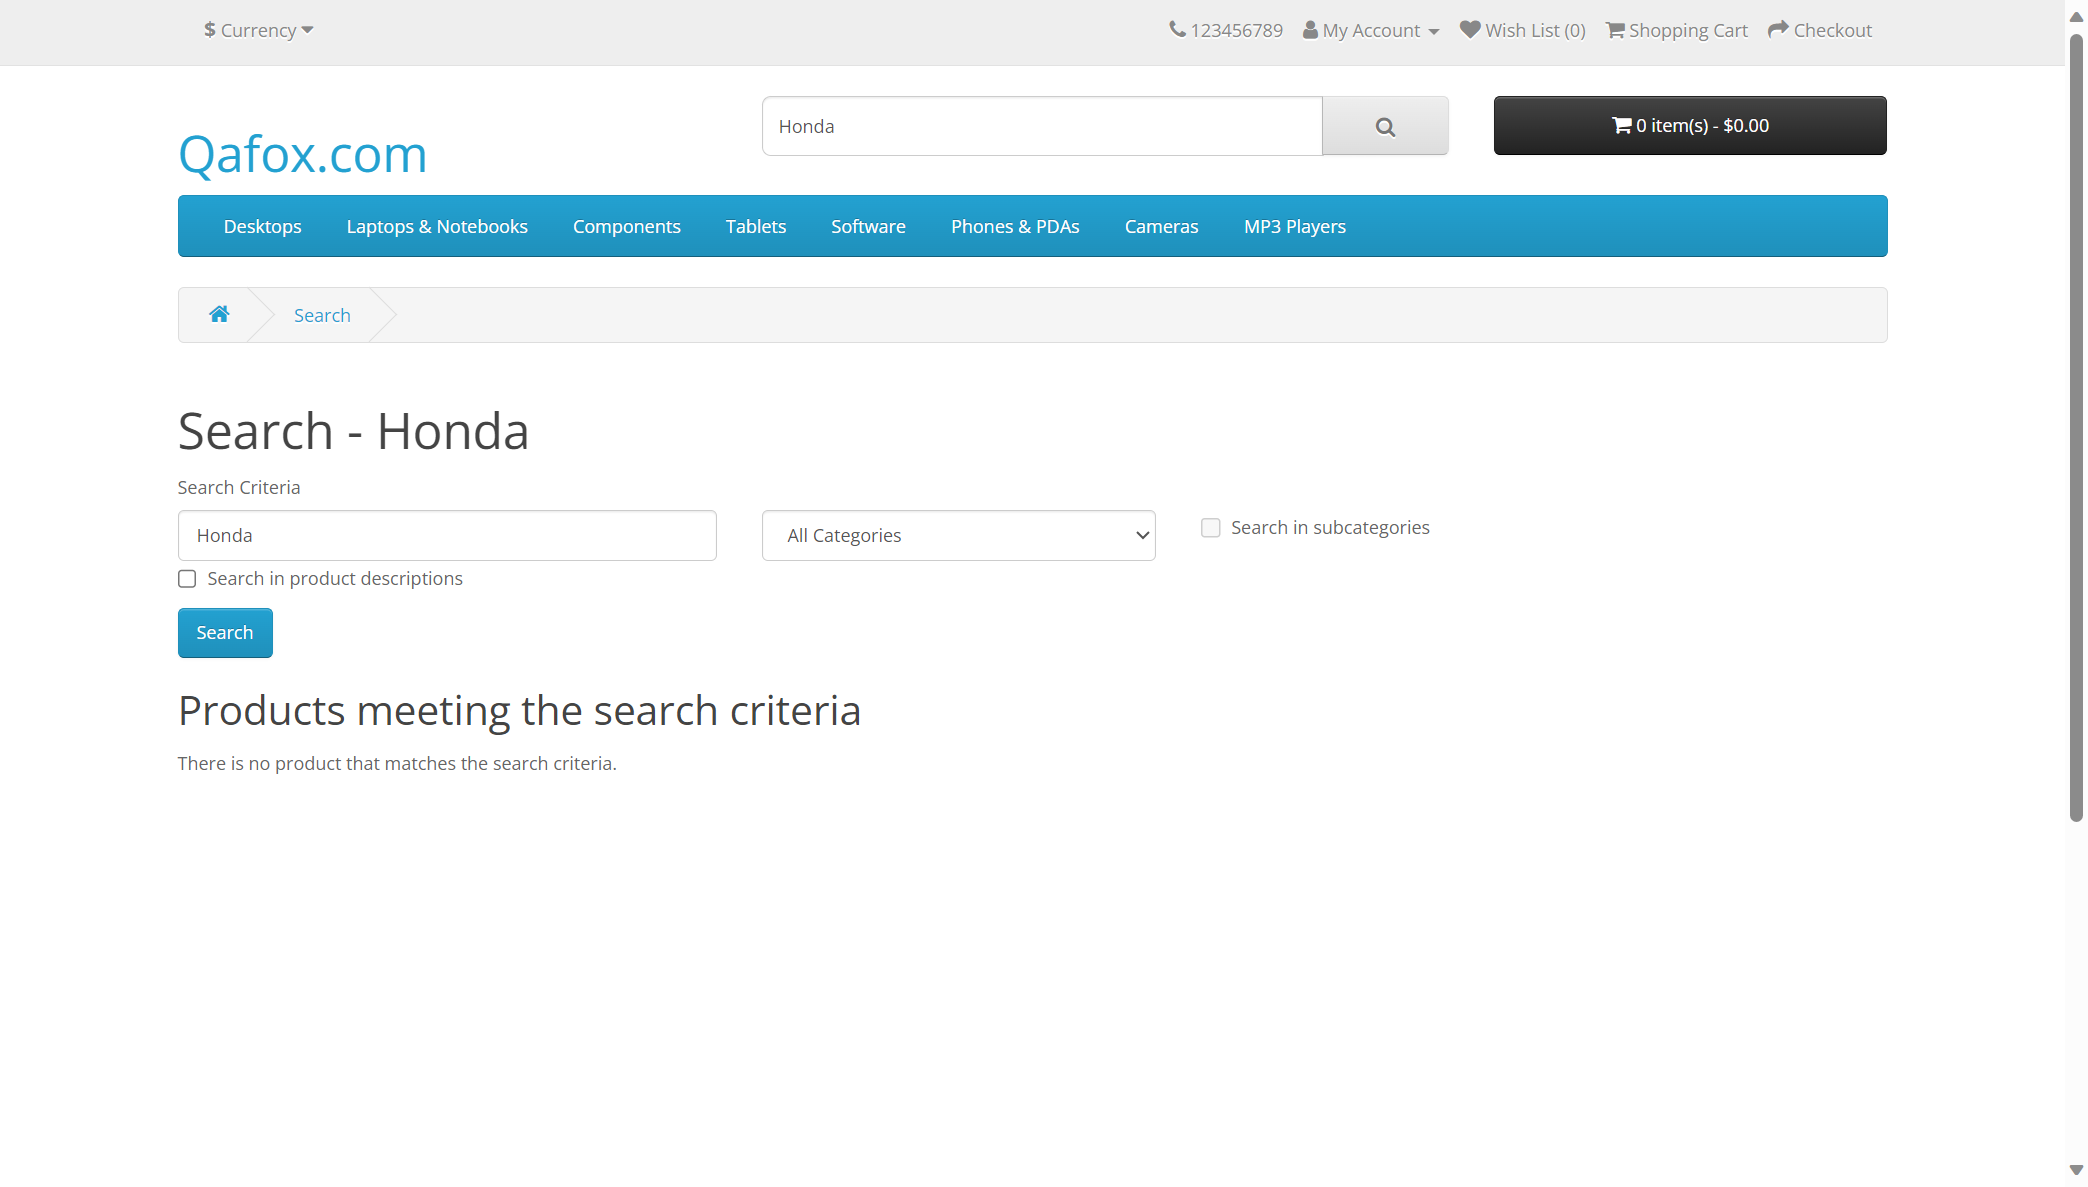 $ Currency
123456789 My Account Wish List (0) Shopping Cart Checkout
Qafox.com
Honda
0 item(s) - $0.00
Desktops Laptops & Notebooks Components Tablets Software Phones & PDAs Cameras MP3 Players
Search
Search - Honda
Search Criteria
Honda
All Categories
Search in subcategories
Search in product descriptions
Search
Products meeting the search criteria
There is no product that matches the search criteria.